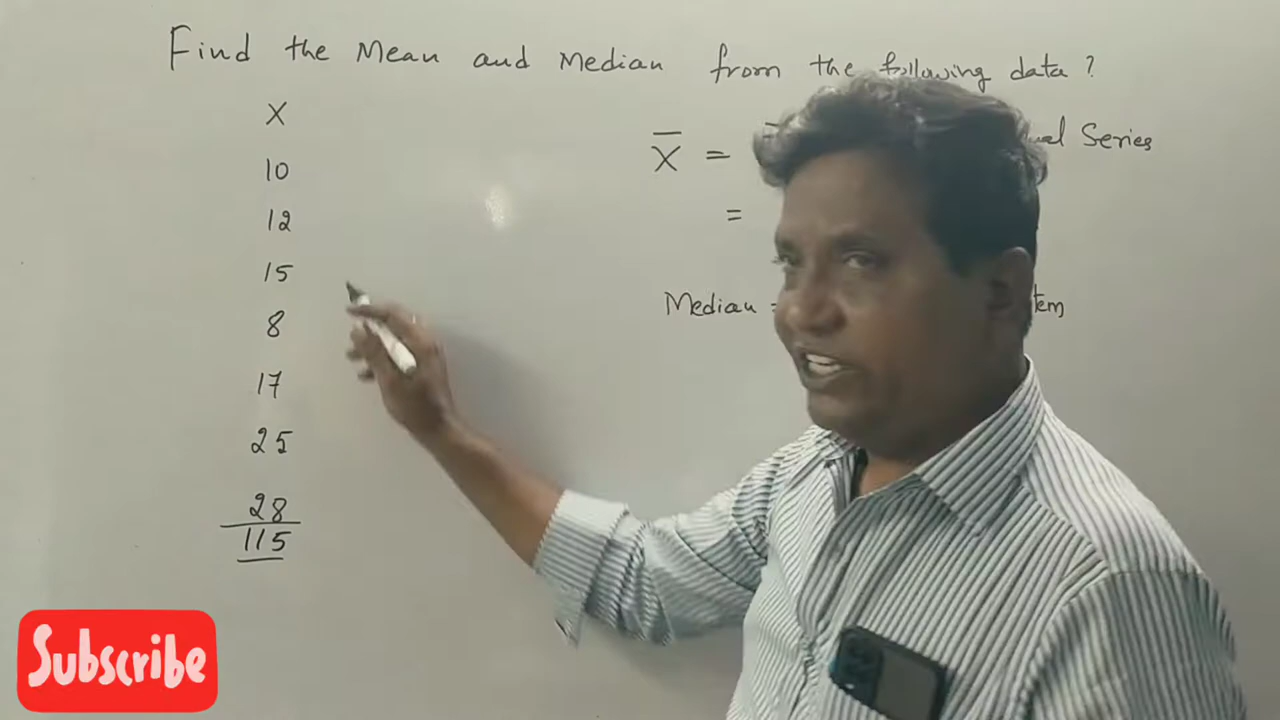 Find the Mean and Median from the following data ?
X
10
12
15
8
17
25
28
115
X̅ =
Series
=
Median =
Subscribe